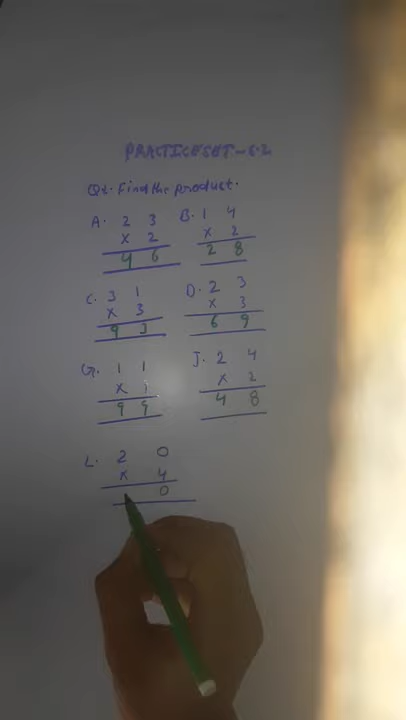 PRACTICE SET - 6.2
Q1. Find the product.
A. 2 3 B. 1 4
x 2 x 2
4 6 2 8
C. 3 1 D. 2 3
x 3 x 3
9 3 6 9
G. 1 1 J. 2 4
x x 2
9 9 4 8
L. 2 0
x 4
0